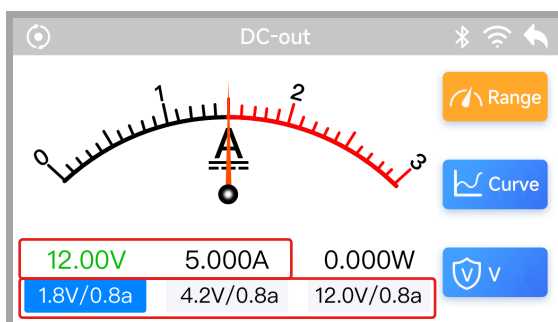 DC-out
0 1 2 3
A
Range
Curve
12.00V 5.000A 0.000W
V V
1.8V/0.8a 4.2V/0.8a 12.0V/0.8a